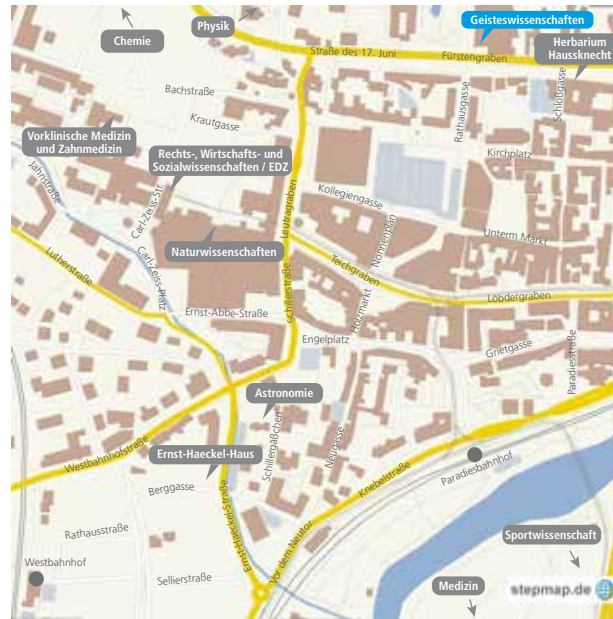 Geisteswissenschaften
Physik
Chemie
Straße des 17. Juni
Fürstengraben
Herbarium
Haussknecht
Bachstraße
Krautgasse
Rathausgasse
Schloßgasse
Vorklinische Medizin
und Zahnmedizin
Kirchplatz
Rechts-, Wirtschafts- und
Sozialwissenschaften / EDZ
Jahnstraße
Carl-Zeiss-Str.
Kollegiengasse
Leutragraben
Nonnenplan
Unterm Markt
Lutherstraße
Carl-Zeiss-Platz
Naturwissenschaften
Teichgraben
Löbdergraben
Schillerstraße
Holzmarkt
Ernst-Abbe-Straße
Engelplatz
Grietgasse
Paradiesstraße
Astronomie
Schillergäßchen
Neugasse
Westbahnhofstraße
Ernst-Haeckel-Haus
Knebelstraße
Paradiesbahnhof
Berggasse
Ernst-Haeckel-Straße
Rathausstraße
Vor dem Neutor
Sportwissenschaft
Westbahnhof
Sellierstraße
Medizin
stepmap.de